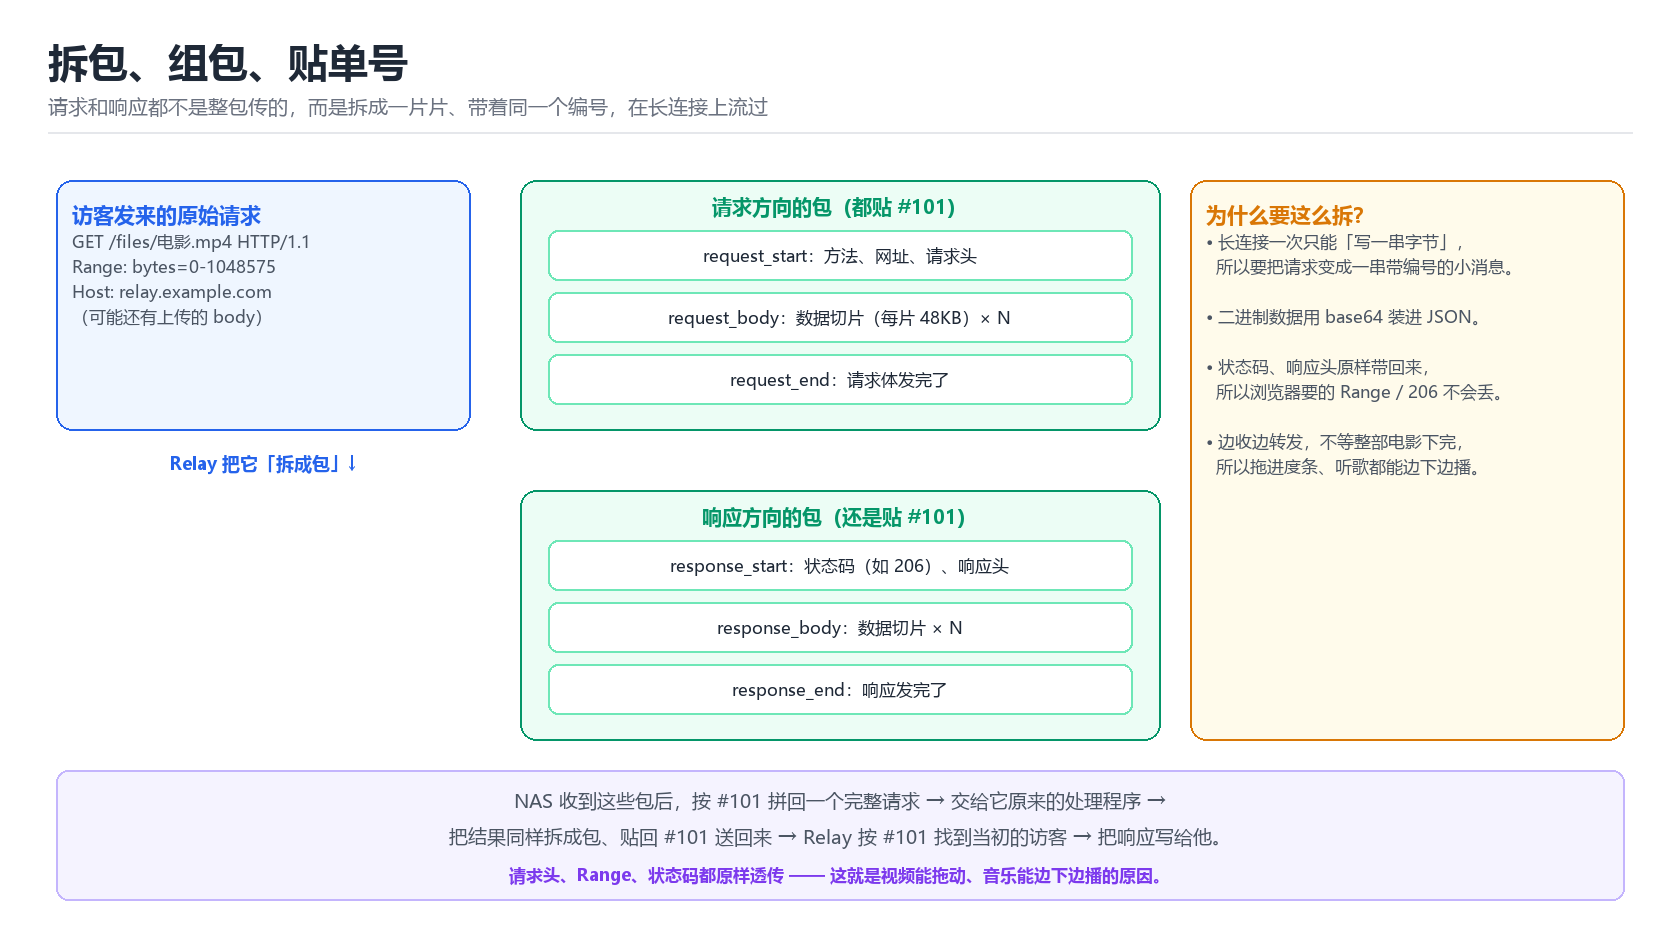 拆包、组包、贴单号
请求和响应都不是整包传的，而是拆成一片片、带着同一个编号，在长连接上流过
访客发来的原始请求
GET /files/电影.mp4 HTTP/1.1
Range: bytes=0-1048575
Host: relay.example.com
（可能还有上传的 body）
Relay 把它「拆成包」↓
请求方向的包（都贴 #101）
request_start：方法、网址、请求头
request_body：数据切片（每片 48KB）× N
request_end：请求体发完了
响应方向的包（还是贴 #101）
response_start：状态码（如 206）、响应头
response_body：数据切片 × N
response_end：响应发完了
为什么要这么拆?
• 长连接一次只能「写一串字节」，
所以要把请求变成一串带编号的小消息。
• 二进制数据用 base64 装进 JSON。
• 状态码、响应头原样带回来，
所以浏览器要的 Range / 206 不会丢。
• 边收边转发，不等整部电影下完，
所以拖进度条、听歌都能边下边播。
NAS 收到这些包后，按 #101 拼回一个完整请求 → 交给它原来的处理程序 →
把结果同样拆成包、贴回 #101 送回来 → Relay 按 #101 找到当初的访客 → 把响应写给他。
请求头、Range、状态码都原样透传 —— 这就是视频能拖动、音乐能边下边播的原因。